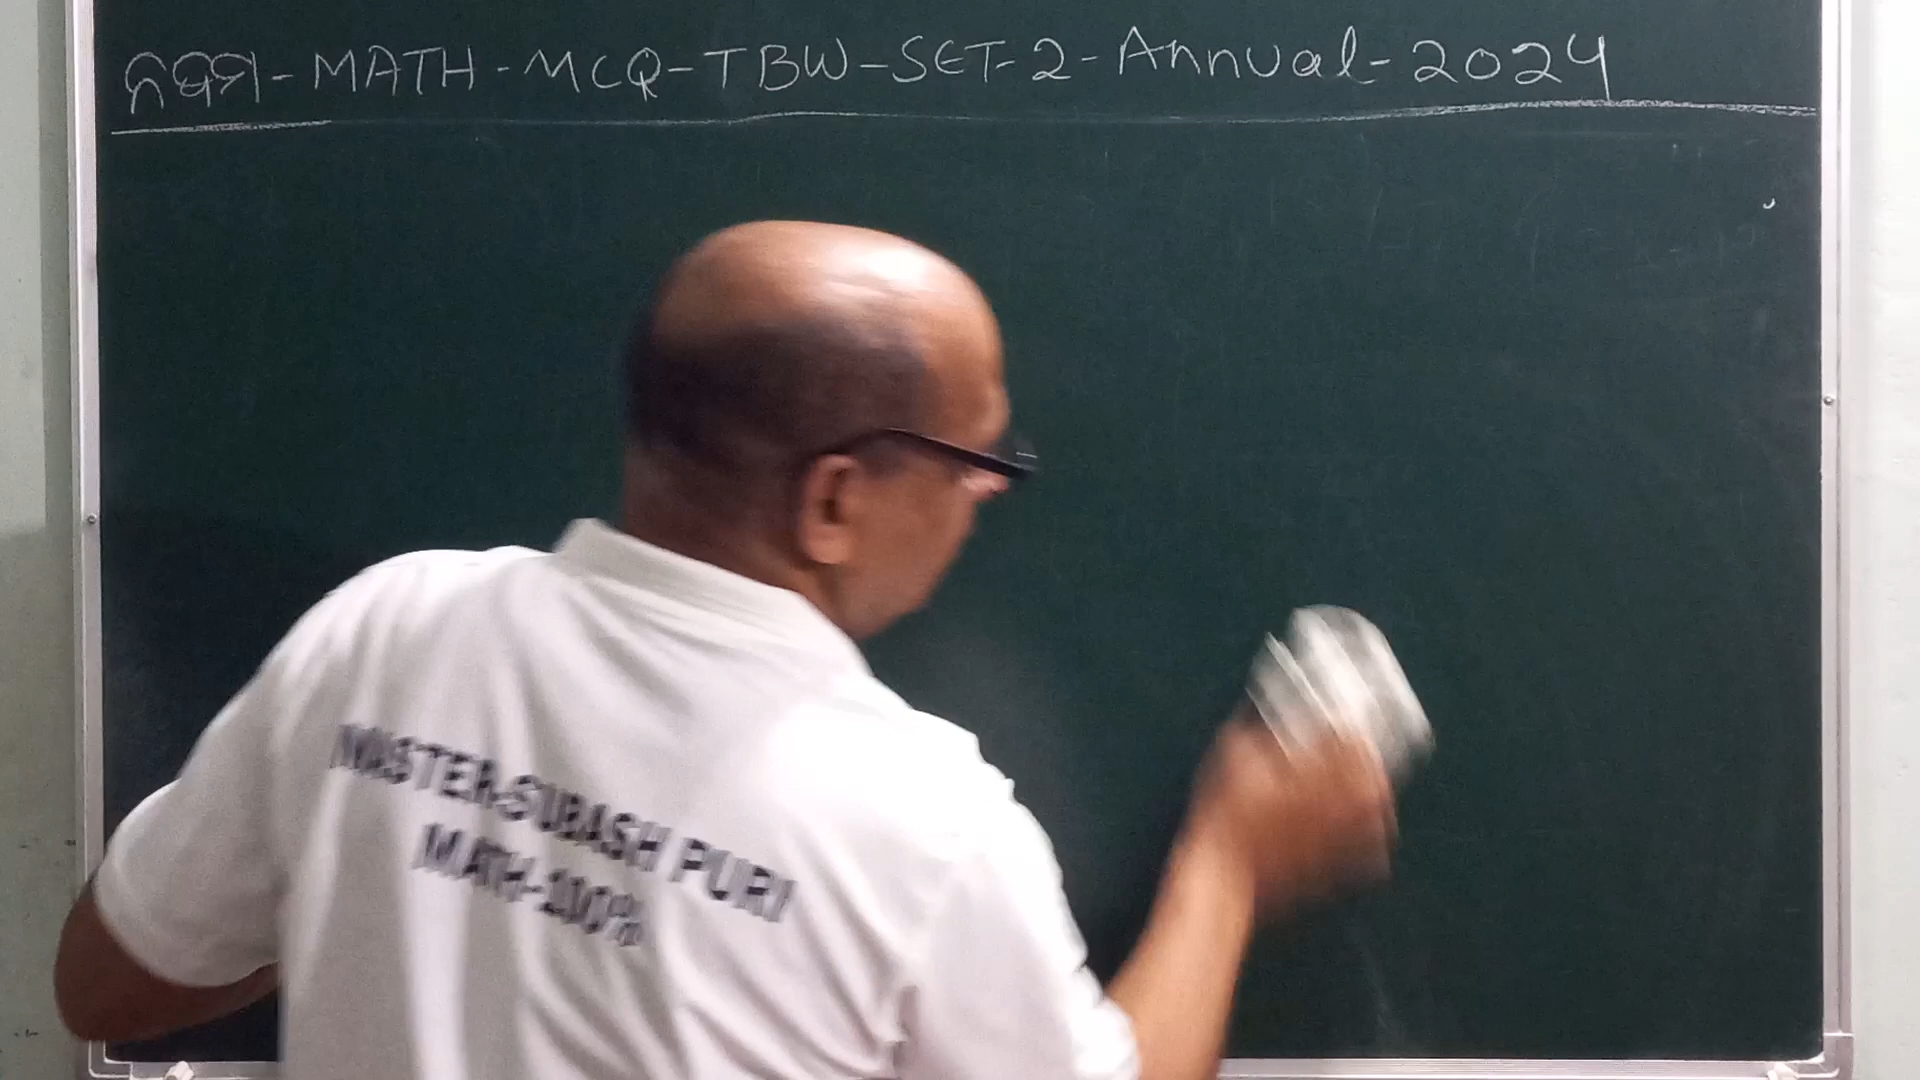 ନବମ-MATH-MCQ-TBW-SET-2-Annual-2024
MASTER-SUBASH PURI
MATH-100%